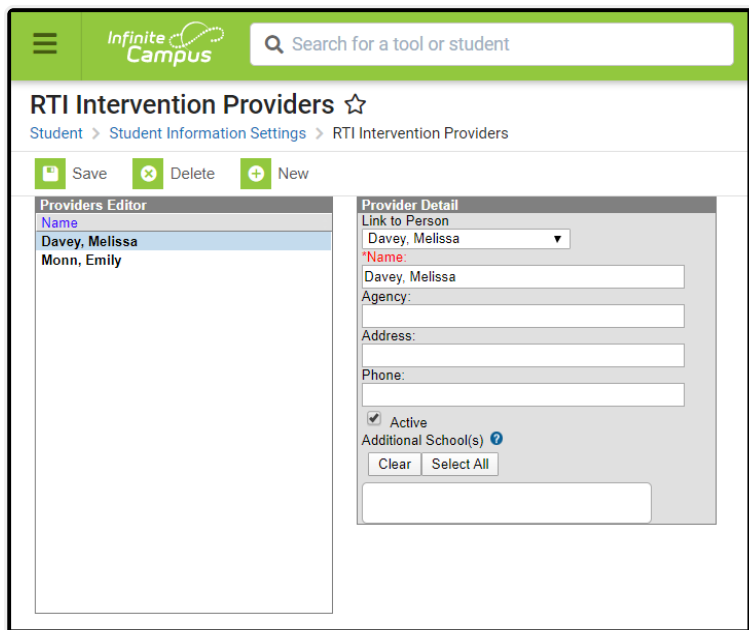 Infinite
Campus
Search for a tool or student
RTI Intervention Providers
Student > Student Information Settings > RTI Intervention Providers
Save Delete New
Providers Editor
Name
Davey, Melissa
Monn, Emily
Provider Detail
Link to Person
Davey, Melissa
*Name:
Davey, Melissa
Agency:
Address:
Phone:
Active
Additional School(s) ?
Clear Select All